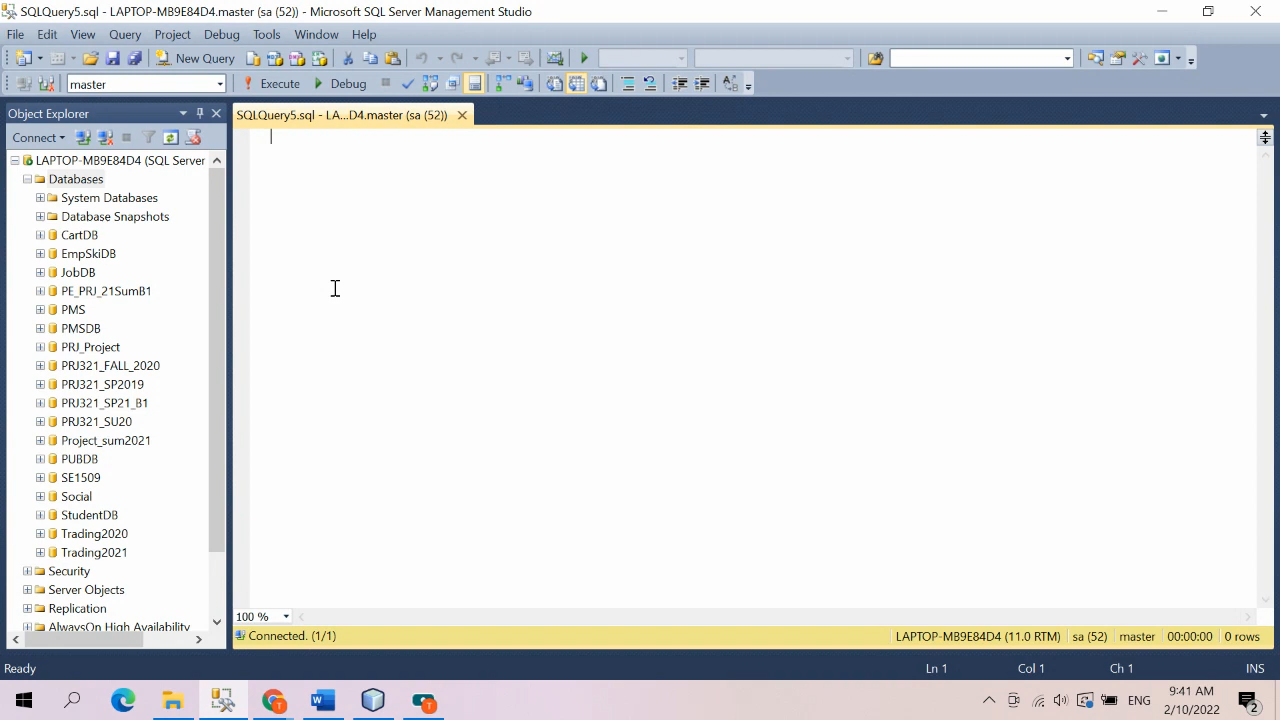 SQLQuery5.sql - LAPTOP-MB9E84D4.master (sa (52)) - Microsoft SQL Server Management Studio
File Edit View Query Project Debug Tools Window Help
New Query
master Execute Debug
Object Explorer
SQLQuery5.sql - LA...D4.master (sa (52))
Connect
LAPTOP-MB9E84D4 (SQL Server
Databases
System Databases
Database Snapshots
CartDB
EmpSkiDB
JobDB
PE_PRJ_21SumB1
PMS
PMSDB
PRJ_Project
PRJ321_FALL_2020
PRJ321_SP2019
PRJ321_SP21_B1
PRJ321_SU20
Project_sum2021
PUBDB
SE1509
Social
StudentDB
Trading2020
Trading2021
Security
Server Objects
Replication
AlwaysOn High Availability
100 %
Connected. (1/1) LAPTOP-MB9E84D4 (11.0 RTM) sa (52) master 00:00:00 0 rows
Ready Ln 1 Col 1 Ch 1 INS
ENG
9:41 AM
2/10/2022
2